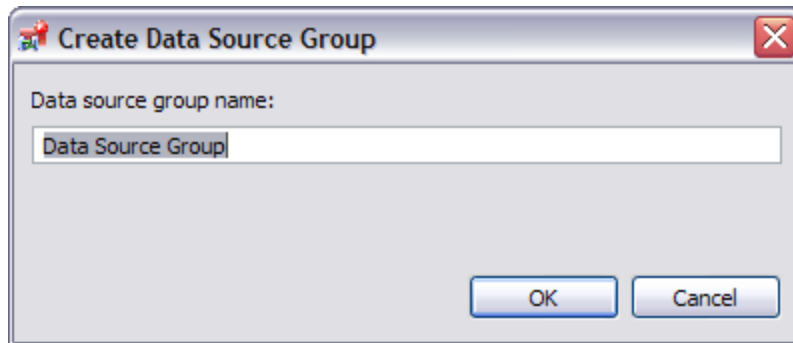 Create Data Source Group
Data source group name:
Data Source Group
OK
Cancel